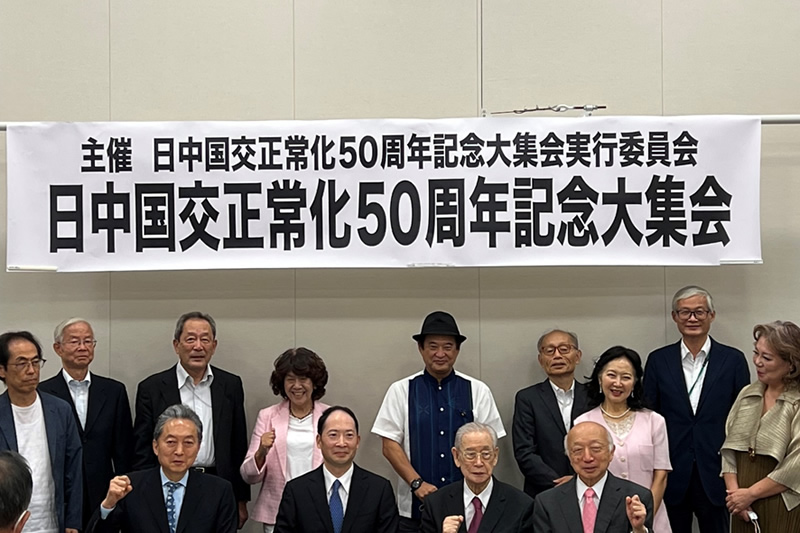 主催 日中国交正常化50周年記念大集会実行委員会
日中国交正常化50周年記念大集会